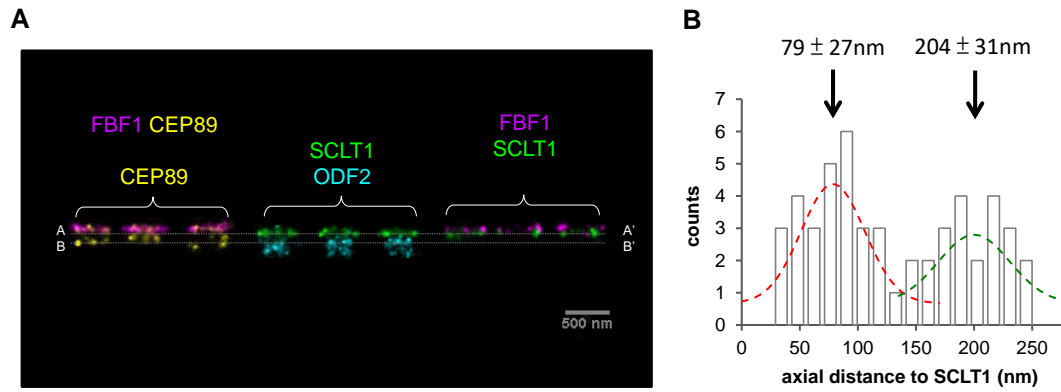 A
FBF1 CEP89
CEP89
SCLT1
ODF2
FBF1
SCLT1
A A'
B B'
500 nm
B
79 ± 27nm 204 ± 31nm
7
6
5
4
3
2
1
0
counts
0 50 100 150 200 250
axial distance to SCLT1 (nm)